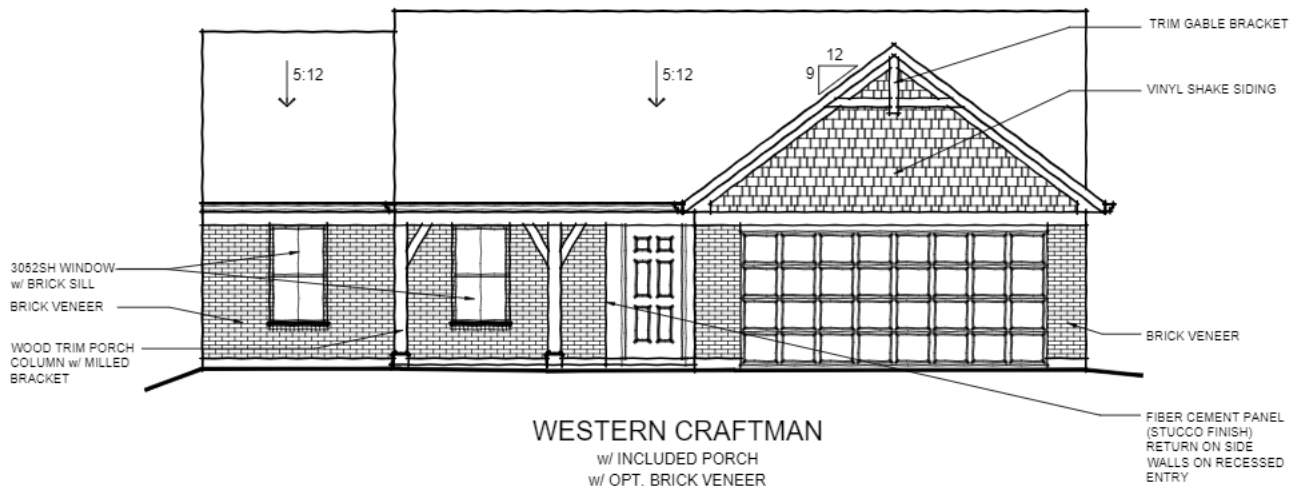 TRIM GABLE BRACKET
5:12
5:12
12
9
VINYL SHAKE SIDING
3052SH WINDOW
w/ BRICK SILL
BRICK VENEER
WOOD TRIM PORCH
COLUMN w/ MILLED
BRACKET
BRICK VENEER
FIBER CEMENT PANEL
(STUCCO FINISH)
RETURN ON SIDE
WALLS ON RECESSED
ENTRY
WESTERN CRAFTMAN
w/ INCLUDED PORCH
w/ OPT. BRICK VENEER